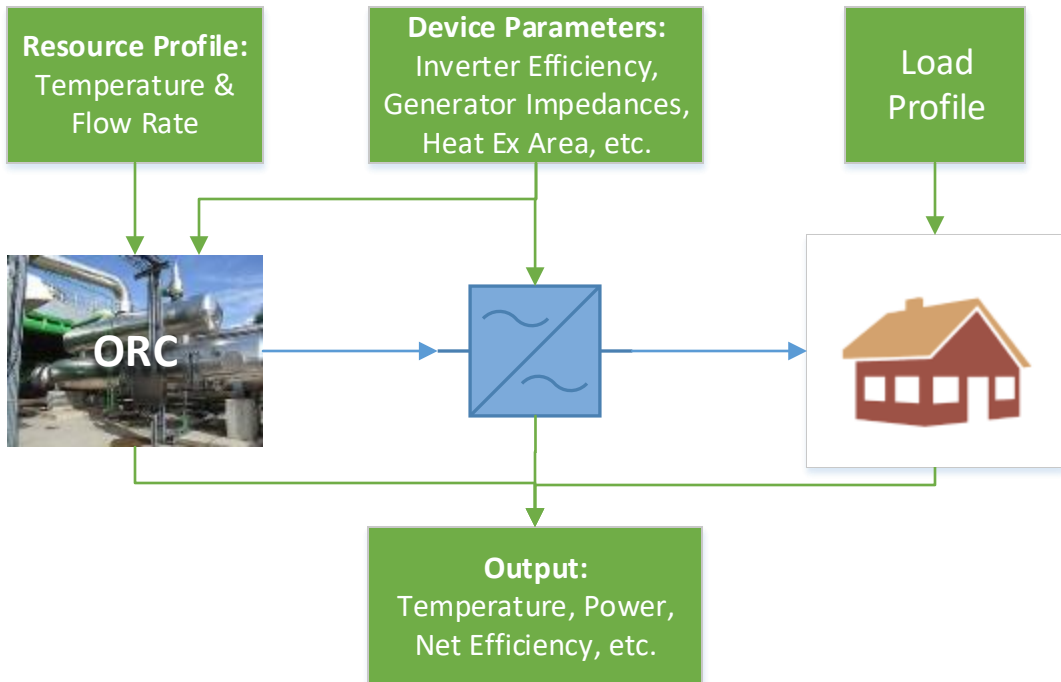 Resource Profile:
Temperature &
Flow Rate
Device Parameters:
Inverter Efficiency,
Generator Impedances,
Heat Ex Area, etc.
Load
Profile
ORC
Output:
Temperature, Power,
Net Efficiency, etc.